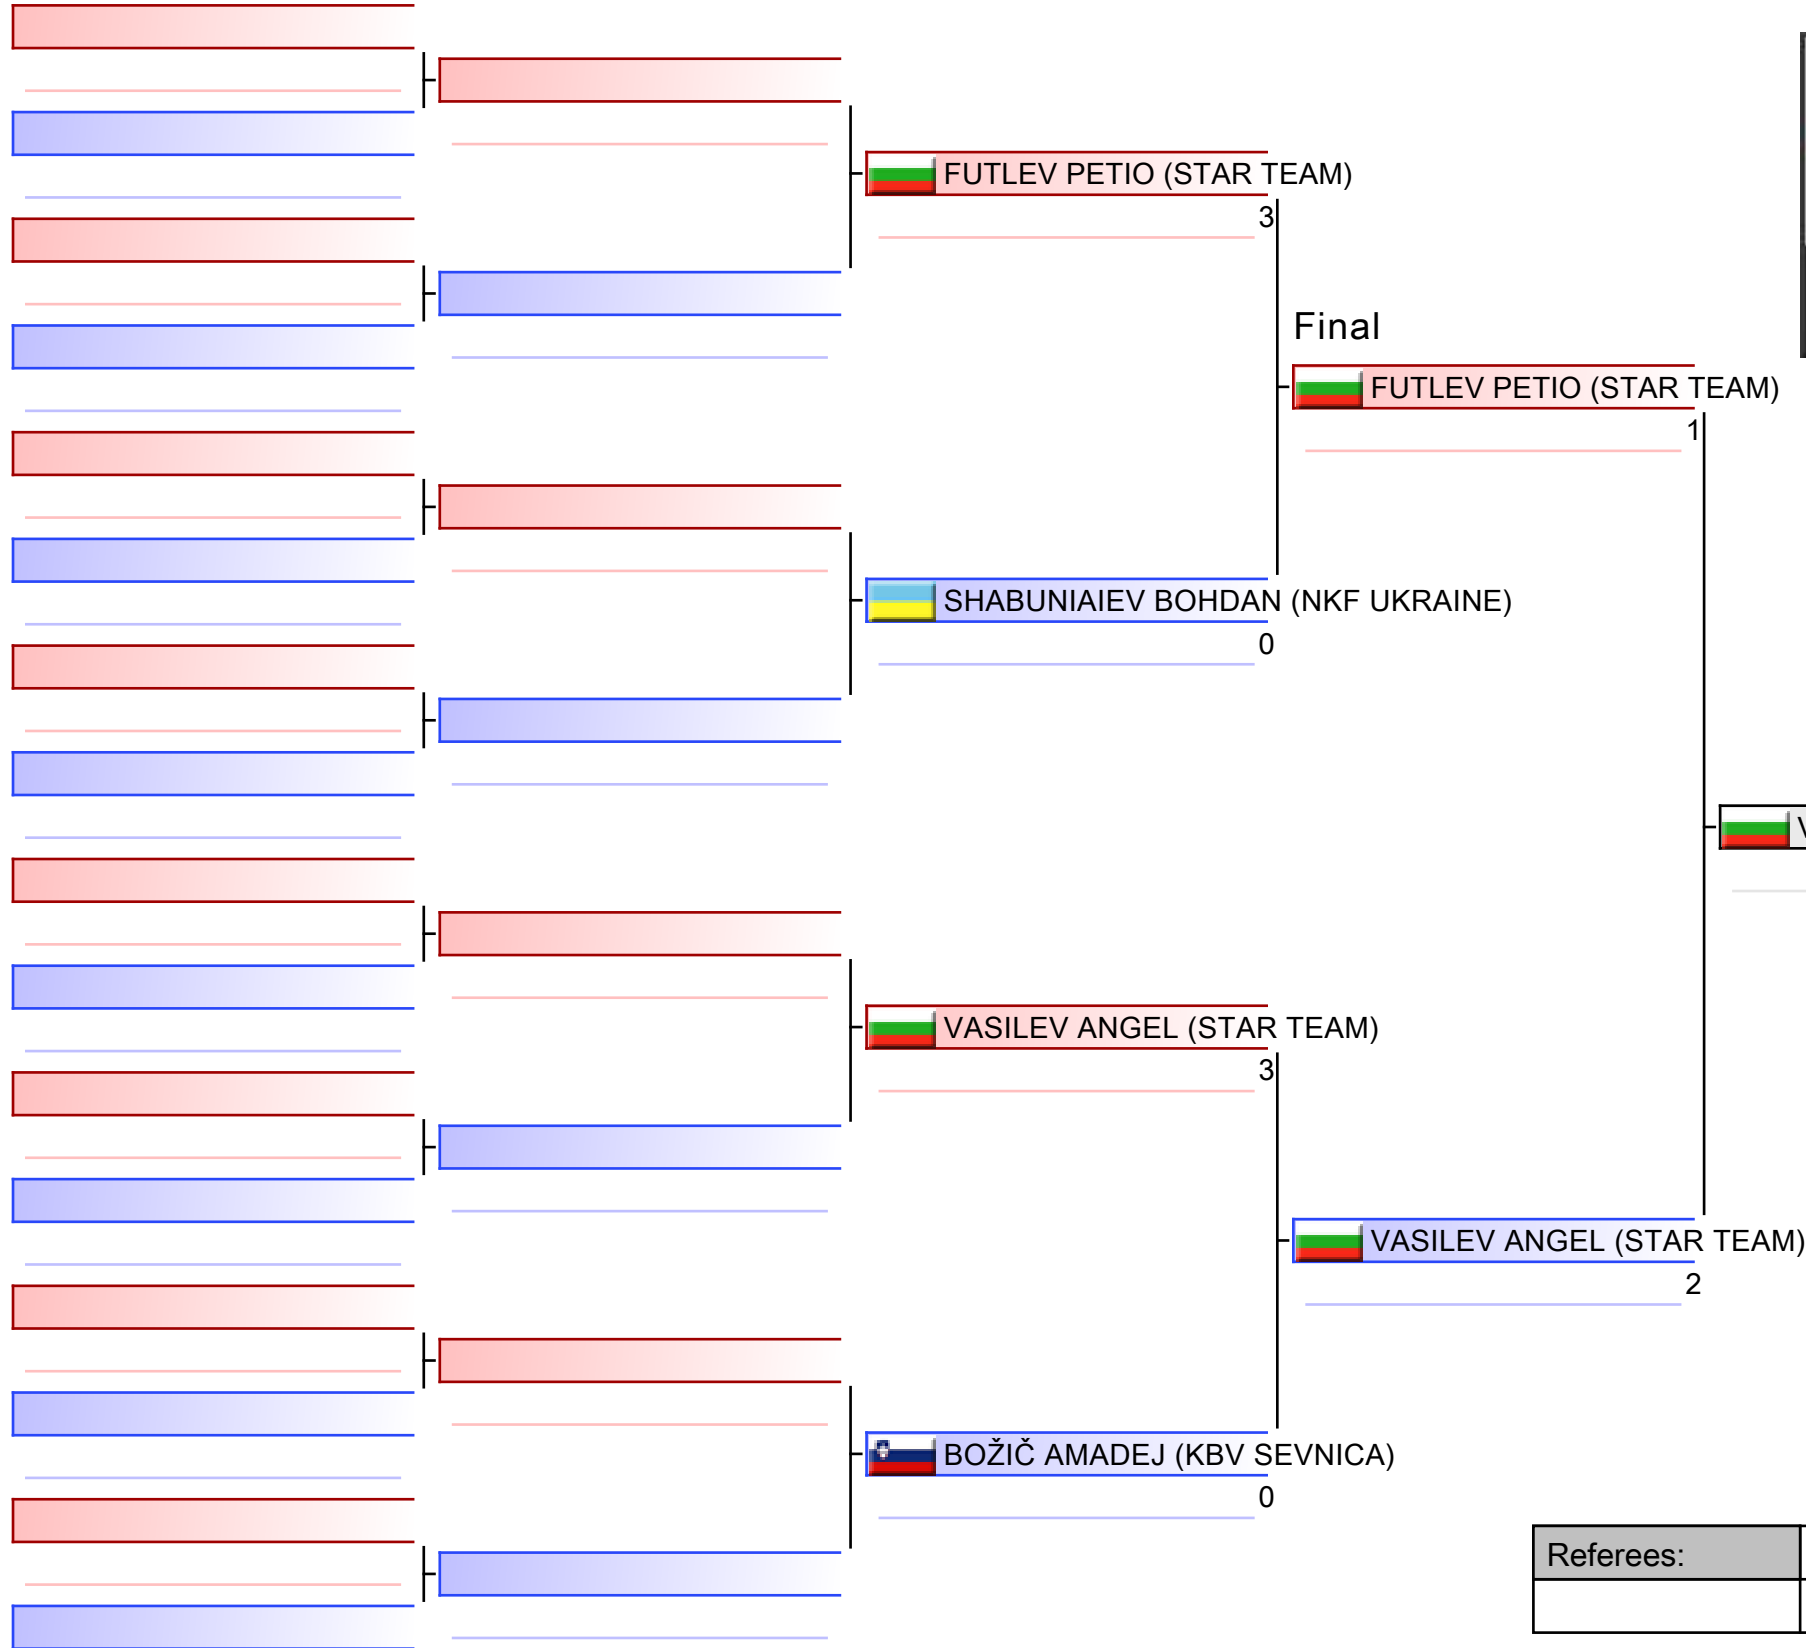 FUTLEV PETIO (STAR TEAM)
3
Final
FUTLEV PETIO (STAR TEAM)
1
SHABUNIAIEV BOHDAN (NKF UKRAINE)
0
VASILEV ANGEL (STAR TEAM)
3
VASILEV ANGEL (STAR TEAM)
2
BOŽIČ AMADEJ (KBV SEVNICA)
0
Referees: